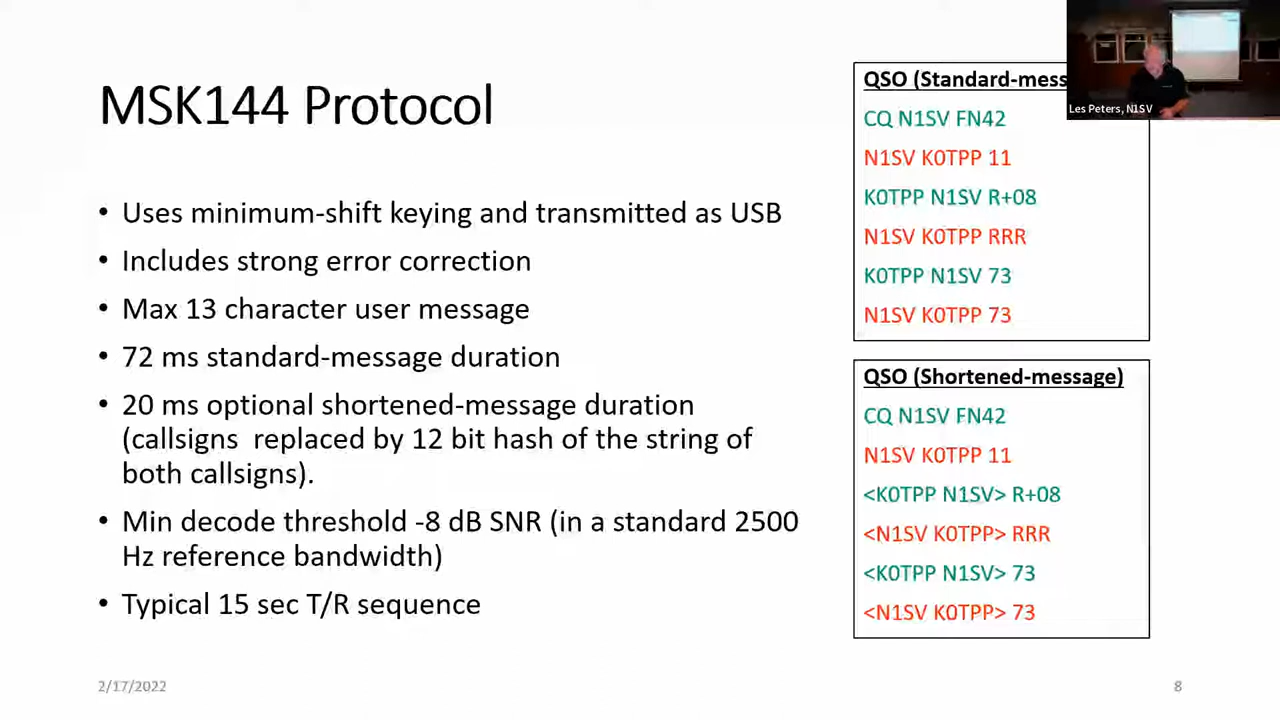 MSK144 Protocol
• Uses minimum-shift keying and transmitted as USB
• Includes strong error correction
• Max 13 character user message
• 72 ms standard-message duration
• 20 ms optional shortened-message duration
(callsigns  replaced by 12 bit hash of the string of
both callsigns).
• Min decode threshold -8 dB SNR (in a standard 2500
Hz reference bandwidth)
• Typical 15 sec T/R sequence
QSO (Standard-mess
CQ N1SV FN42
N1SV K0TPP 11
K0TPP N1SV R+08
N1SV K0TPP RRR
K0TPP N1SV 73
N1SV K0TPP 73
QSO (Shortened-message)
CQ N1SV FN42
N1SV K0TPP 11
<K0TPP N1SV> R+08
<N1SV K0TPP> RRR
<K0TPP N1SV> 73
<N1SV K0TPP> 73
Les Peters, N1SV
2/17/2022
8